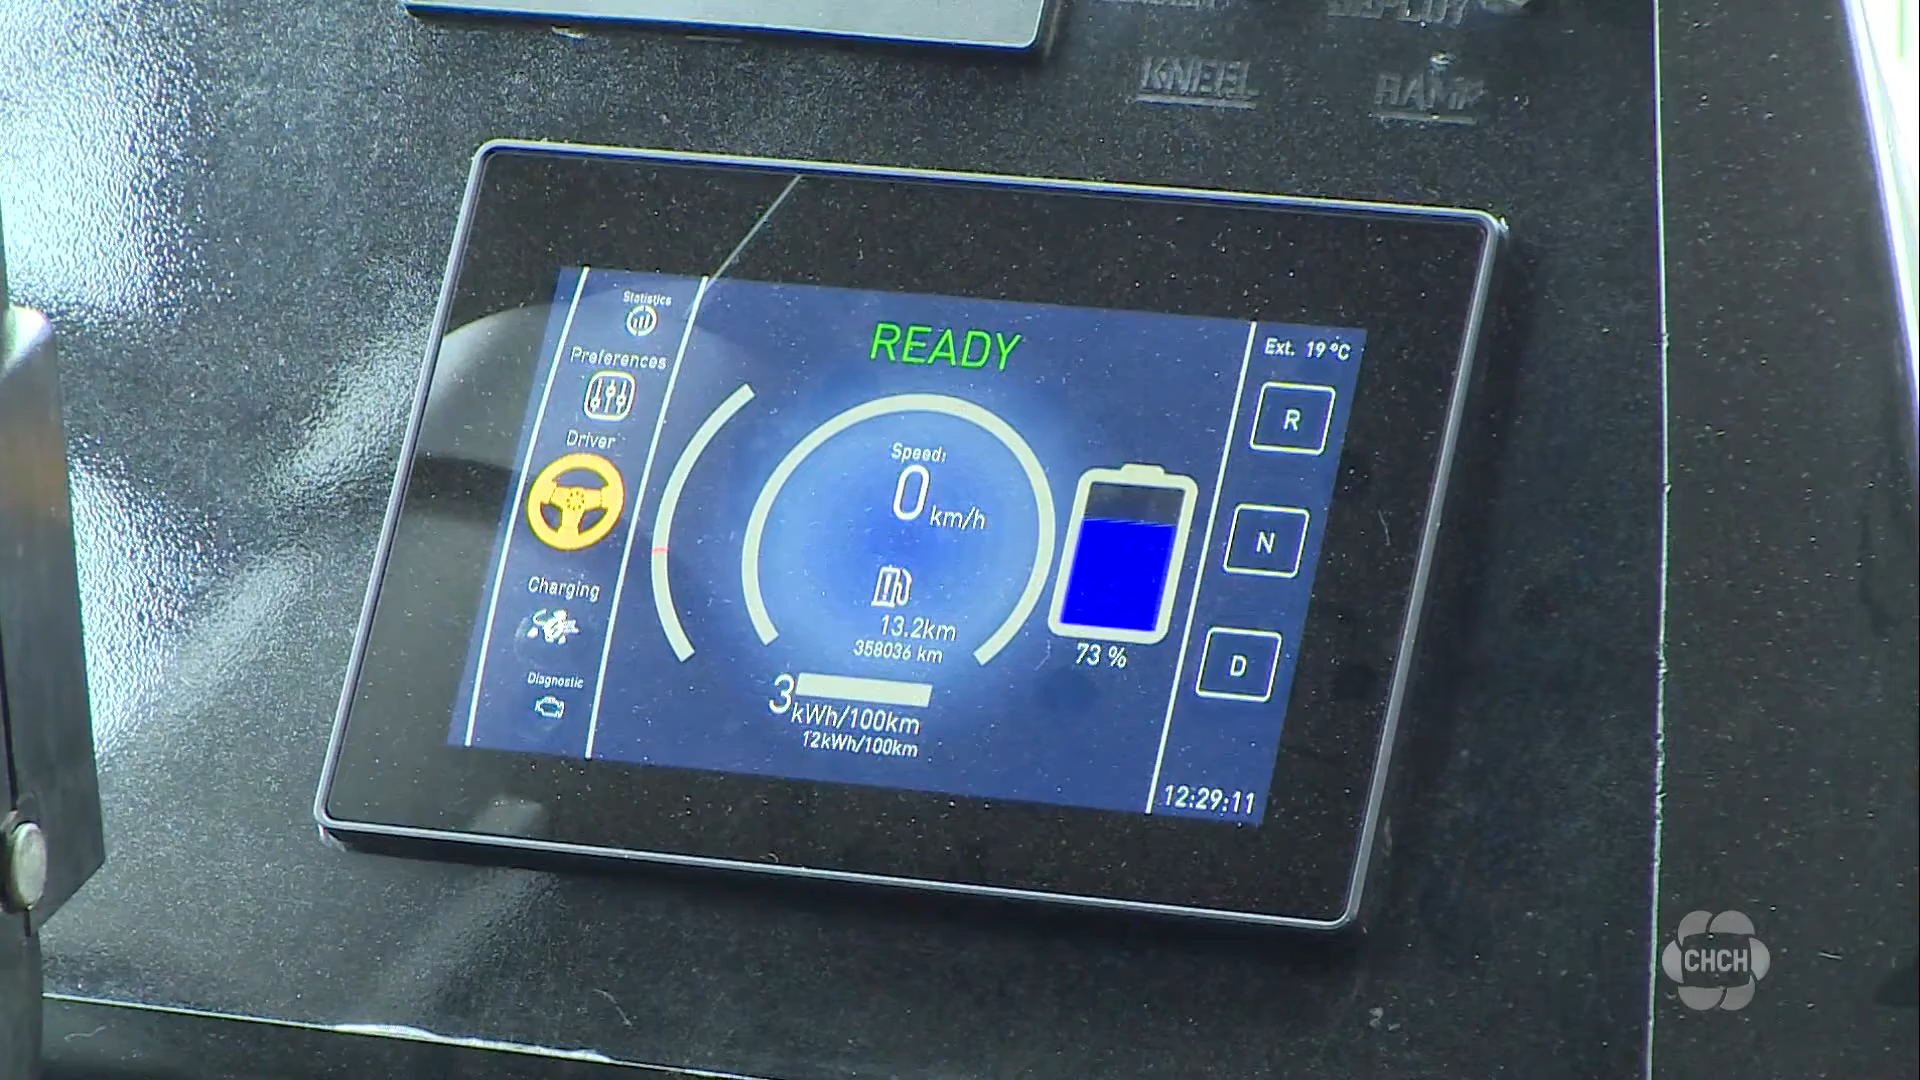 KNEEL
RAMP
Statistics
Preferences
Driver
Charging
Diagnostic
READY
Speed:
0 km/h
13.2km
358036 km
3 kWh/100km
12kWh/100km
73 %
Ext. 19 °C
R
N
D
12:29:11
CHCH